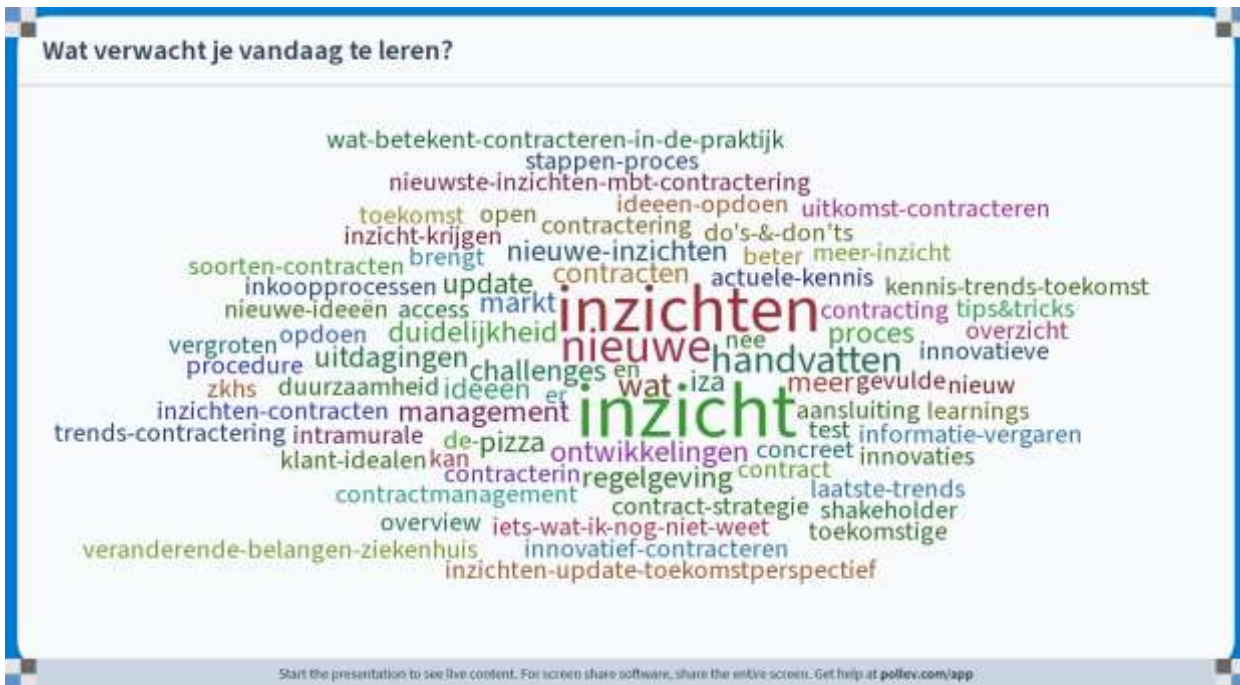 Wat verwacht je vandaag te leren?
wat-betekent-contracteren-in-de-praktijk
stappen-proces
nieuwste-inzichten-mbt-contractering
ideeen-opdoen uitkomst-contracteren
toekomst open contractering do's-&-don'ts
inzicht-krijgen nieuwe-inzichten beter meer-inzicht
soorten-contracten brengt contracten actuele-kennis
inkoopprocessen update kennis-trends-toekomst
nieuwe-ideeën access markt inzichten contracting tips&tricks
vergroten opdoen duidelijkheid nieuwe nee proces overzicht
procedure uitdagingen challenges en handvatten innovatieve
zkhs duurzaamheid ideeën er wat iza meer gevulde nieuw
inzichten-contracten management inzicht aansluiting learnings
trends-contractering intramurale de-pizza test informatie-vergaren
klant-idealen kan ontwikkelingen concreet innovaties
contracterin regelgeving contract
contractmanagement laatste-trends
contract-strategie shakeholder
overview iets-wat-ik-nog-niet-weet toekomstige
veranderende-belangen-ziekenhuis innovatief-contracteren
inzichten-update-toekomstperspectief
Start the presentation to see live content. For screen share software, share the entire screen. Get help at pollev.com/app